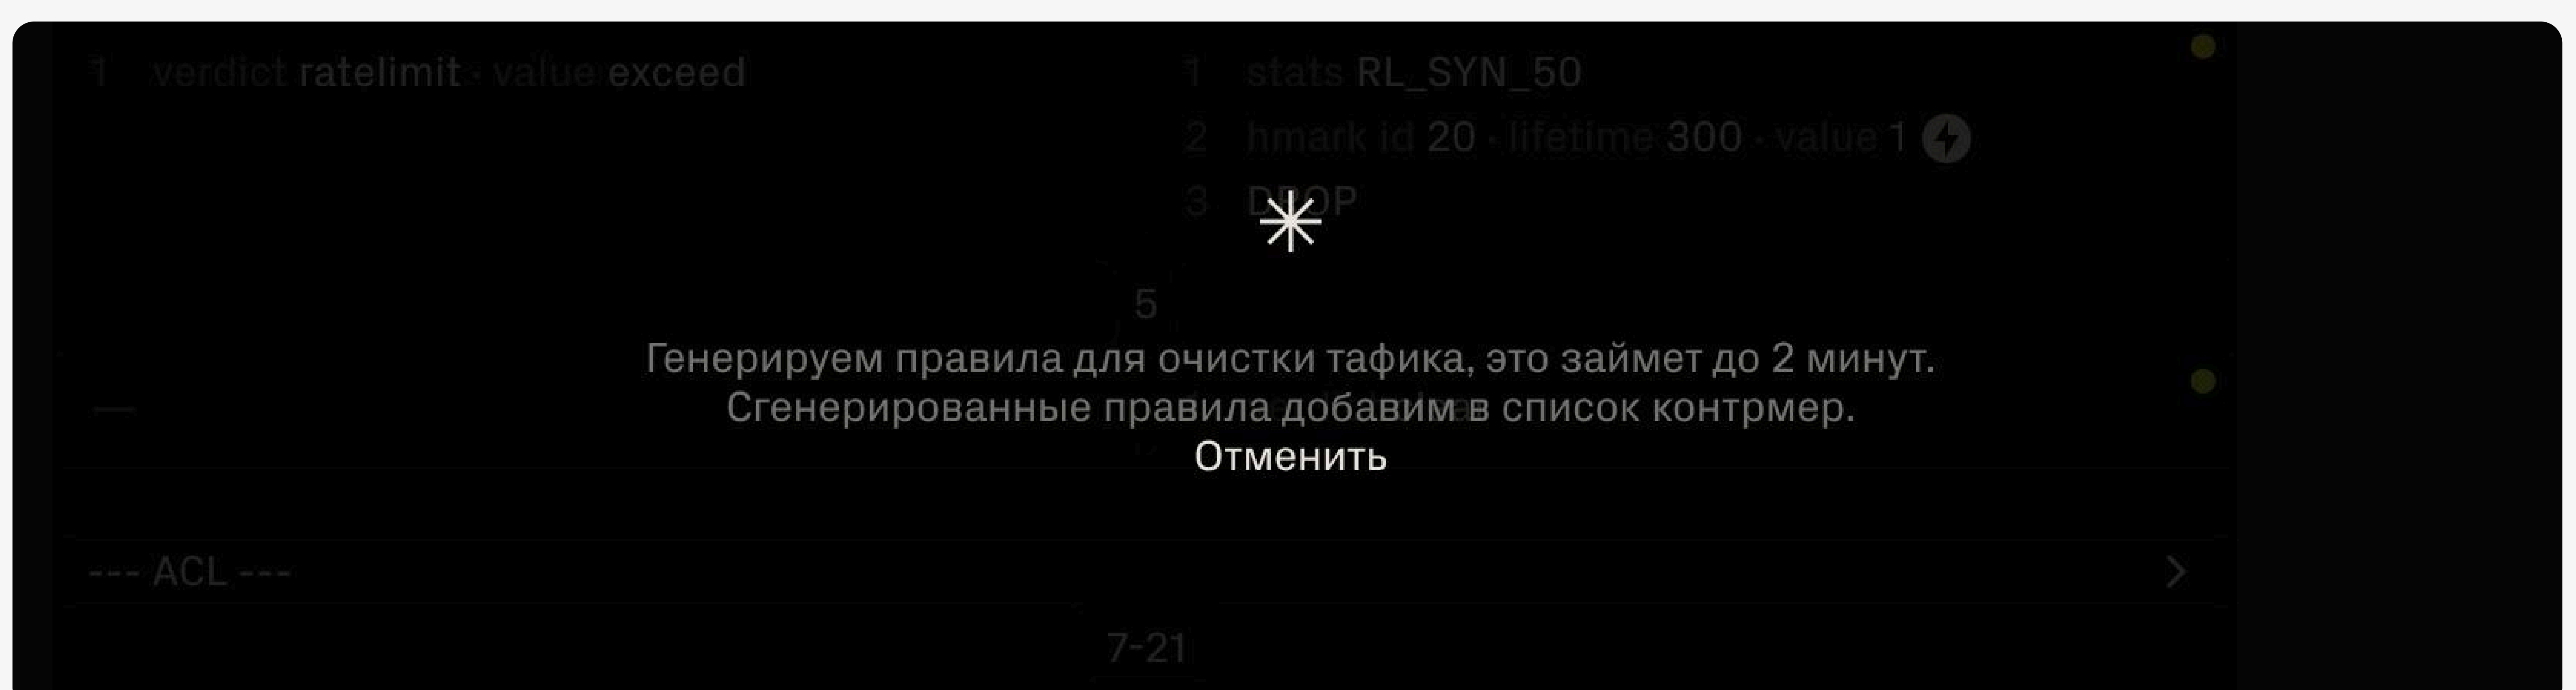 1 verdict ratelimit · value exceed
1 stats RL_SYN_50
2 hmark id 20 · lifetime 300 · value 1
3 DROP
5
Генерируем правила для очистки тафика, это займет до 2 минут.
Сгенерированные правила добавим в список контрмер.
Отменить
--- ACL ---
7-21